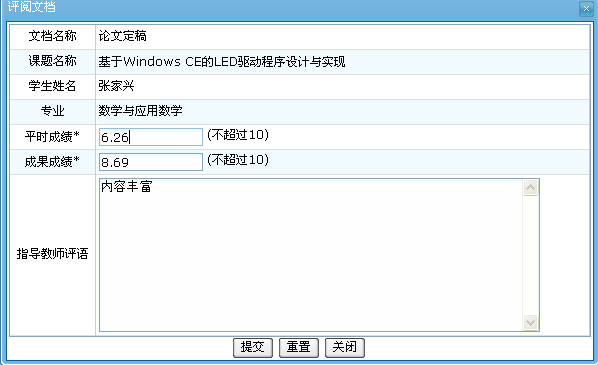 评阅文档
文档名称 论文定稿
课题名称 基于Windows CE的LED驱动程序设计与实现
学生姓名 张家兴
专业 数学与应用数学
平时成绩* 6.26 (不超过10)
成果成绩* 8.69 (不超过10)
指导教师评语 内容丰富
提交 重置 关闭